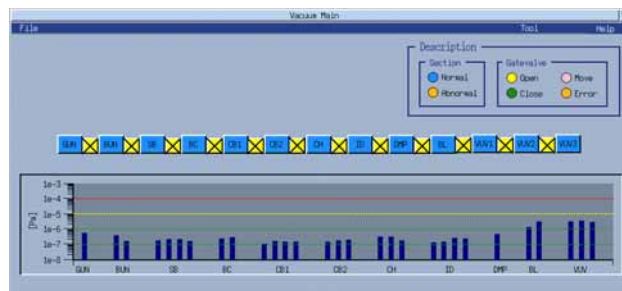 Vacuum Main
File Tool Help
Description
Section Gatevalve
Normal Open Move
Abnormal Close Error
GUN BUN SB BC CB1 CB2 CH ID DMP BL VUV1 VUV2 VUV3
1e-3
1e-4
1e-5
[Pa]
1e-6
1e-7
1e-8
GUN BUN SB BC CB1 CB2 CH ID DMP BL VUV